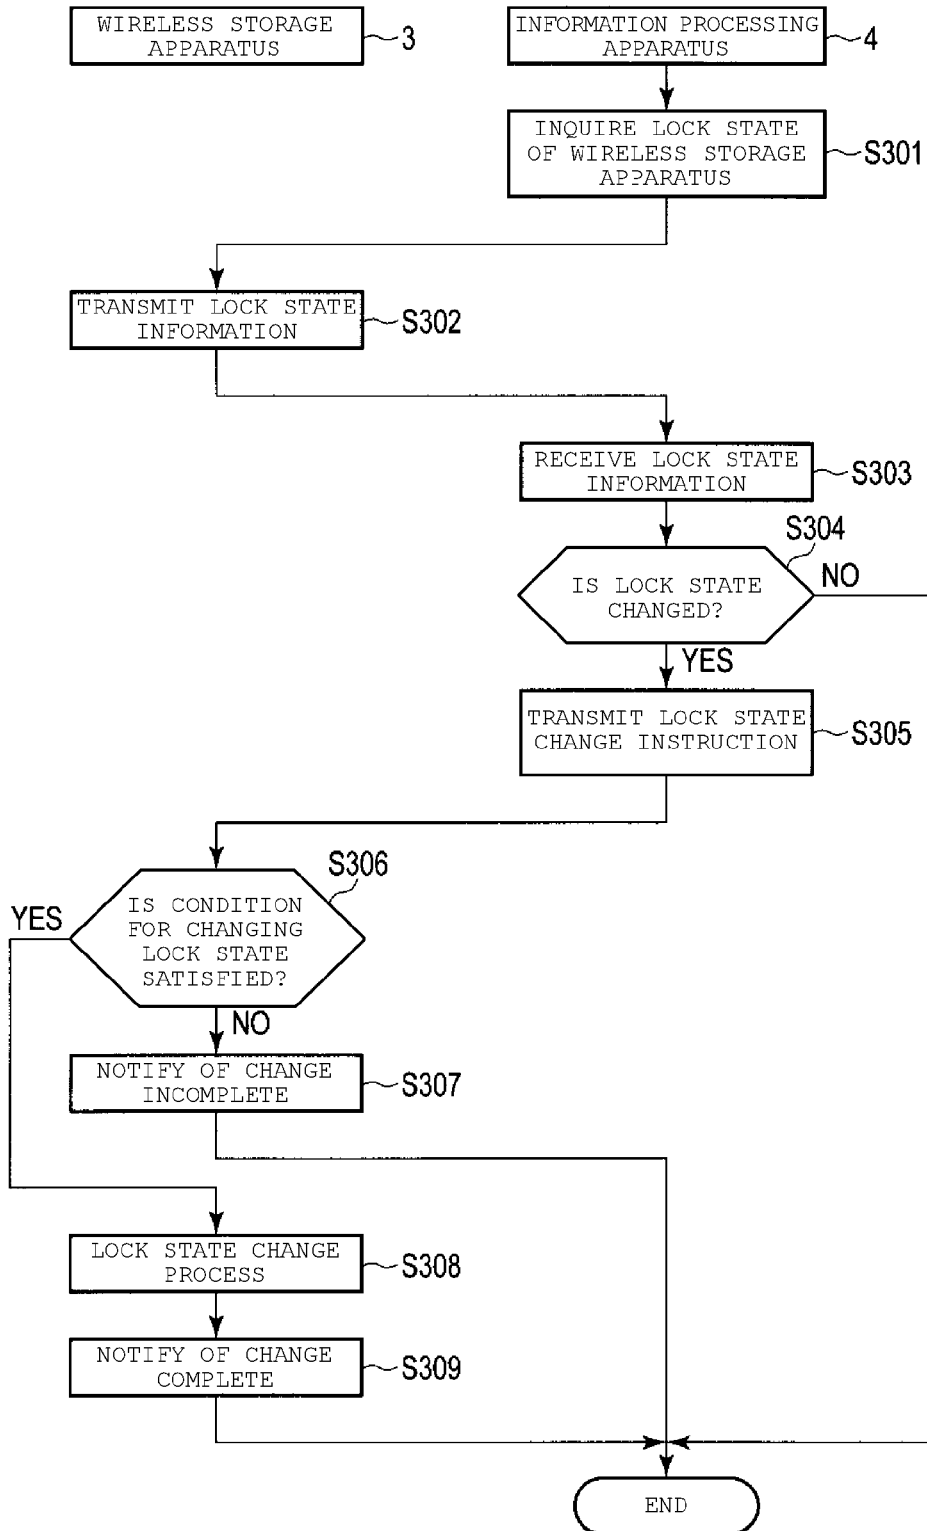 WIRELESS STORAGE
APPARATUS
3
INFORMATION PROCESSING
APPARATUS
4
INQUIRE LOCK STATE
OF WIRELESS STORAGE
APPARATUS
S301
TRANSMIT LOCK STATE
INFORMATION
S302
RECEIVE LOCK STATE
INFORMATION
S303
S304
IS LOCK STATE
CHANGED?
NO
YES
TRANSMIT LOCK STATE
CHANGE INSTRUCTION
S305
S306
YES
IS CONDITION
FOR CHANGING
LOCK STATE
SATISFIED?
NO
NOTIFY OF CHANGE
INCOMPLETE
S307
LOCK STATE CHANGE
PROCESS
S308
NOTIFY OF CHANGE
COMPLETE
S309
END